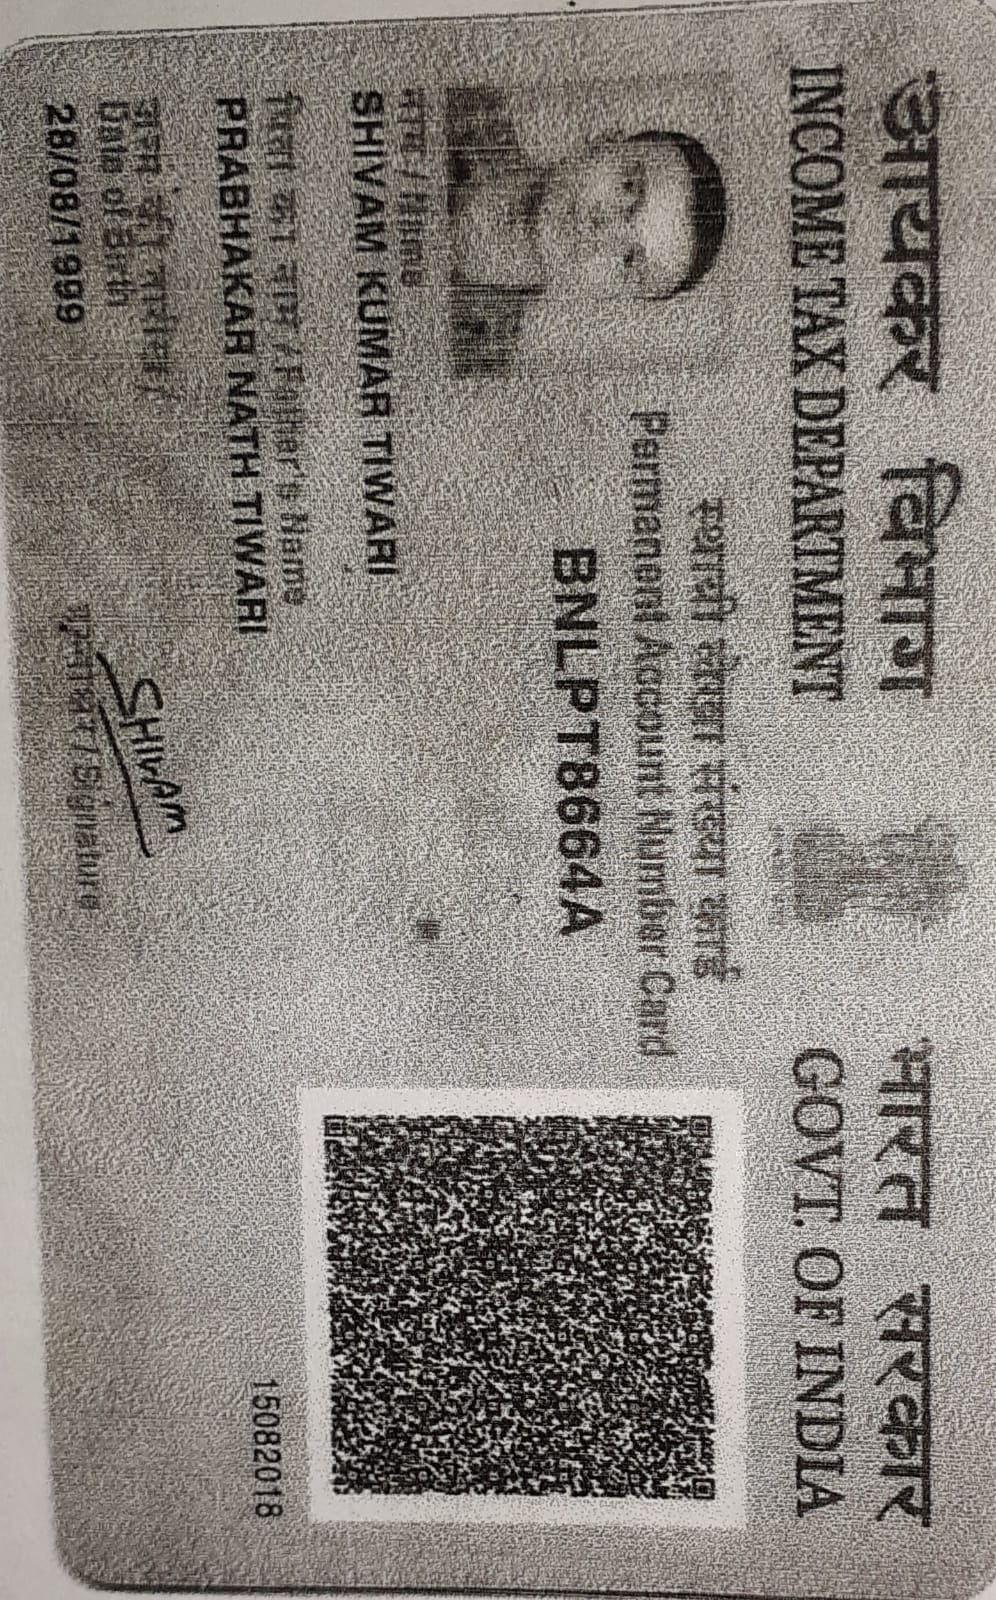 आयकर विभाग
INCOME TAX DEPARTMENT
भारत सरकार
GOVT. OF INDIA
स्थायी लेखा संख्या कार्ड
Permanent Account Number Card
BNLPT8664A
नाम / Name
SHIVAM KUMAR TIWARI
पिता का नाम / Father's Name
PRABHAKAR NATH TIWARI
15082018
जन्म की तारीख /
Date of Birth
28/08/1999
SHIVAM
हस्ताक्षर / Signature